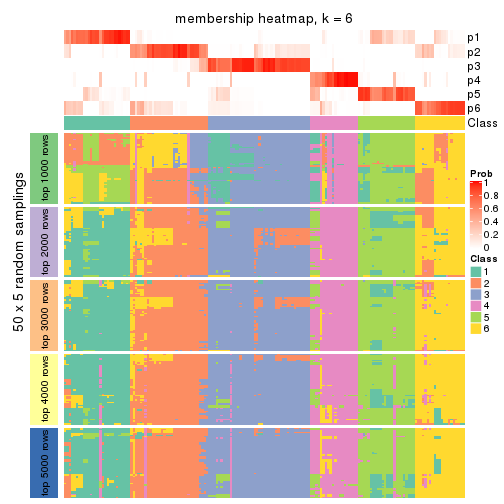 membership heatmap, k = 6
p1
p2
p3
p4
p5
p6
Class
50 x 5 random samplings
top 1000 rows
top 2000 rows
top 3000 rows
top 4000 rows
top 5000 rows
Prob
1
0.8
0.6
0.4
0.2
0
Class
1
2
3
4
5
6